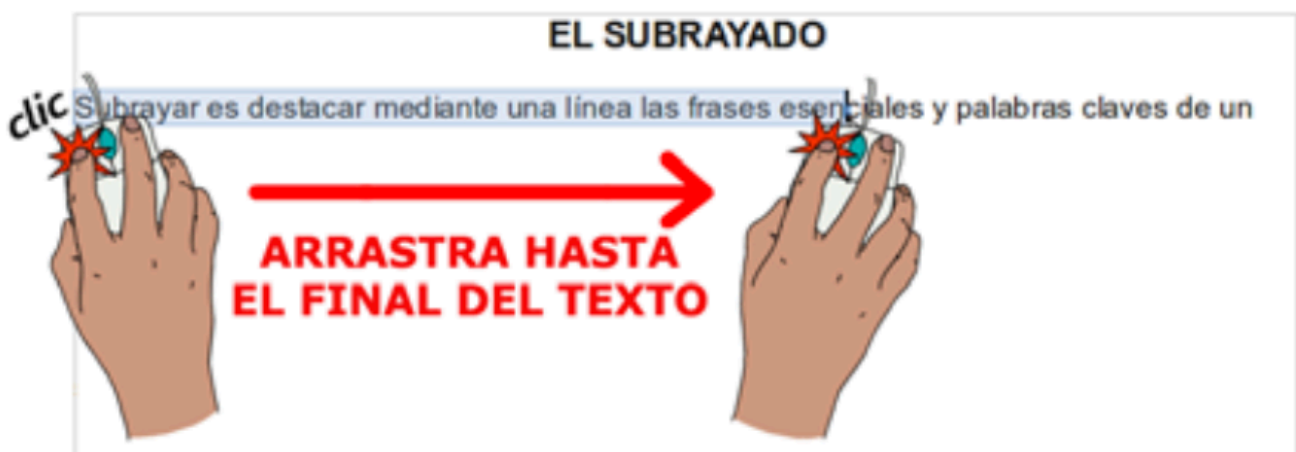 EL SUBRAYADO
clic
Subrayar es destacar mediante una línea las frases esenciales y palabras claves de un
ARRASTRA HASTA
EL FINAL DEL TEXTO